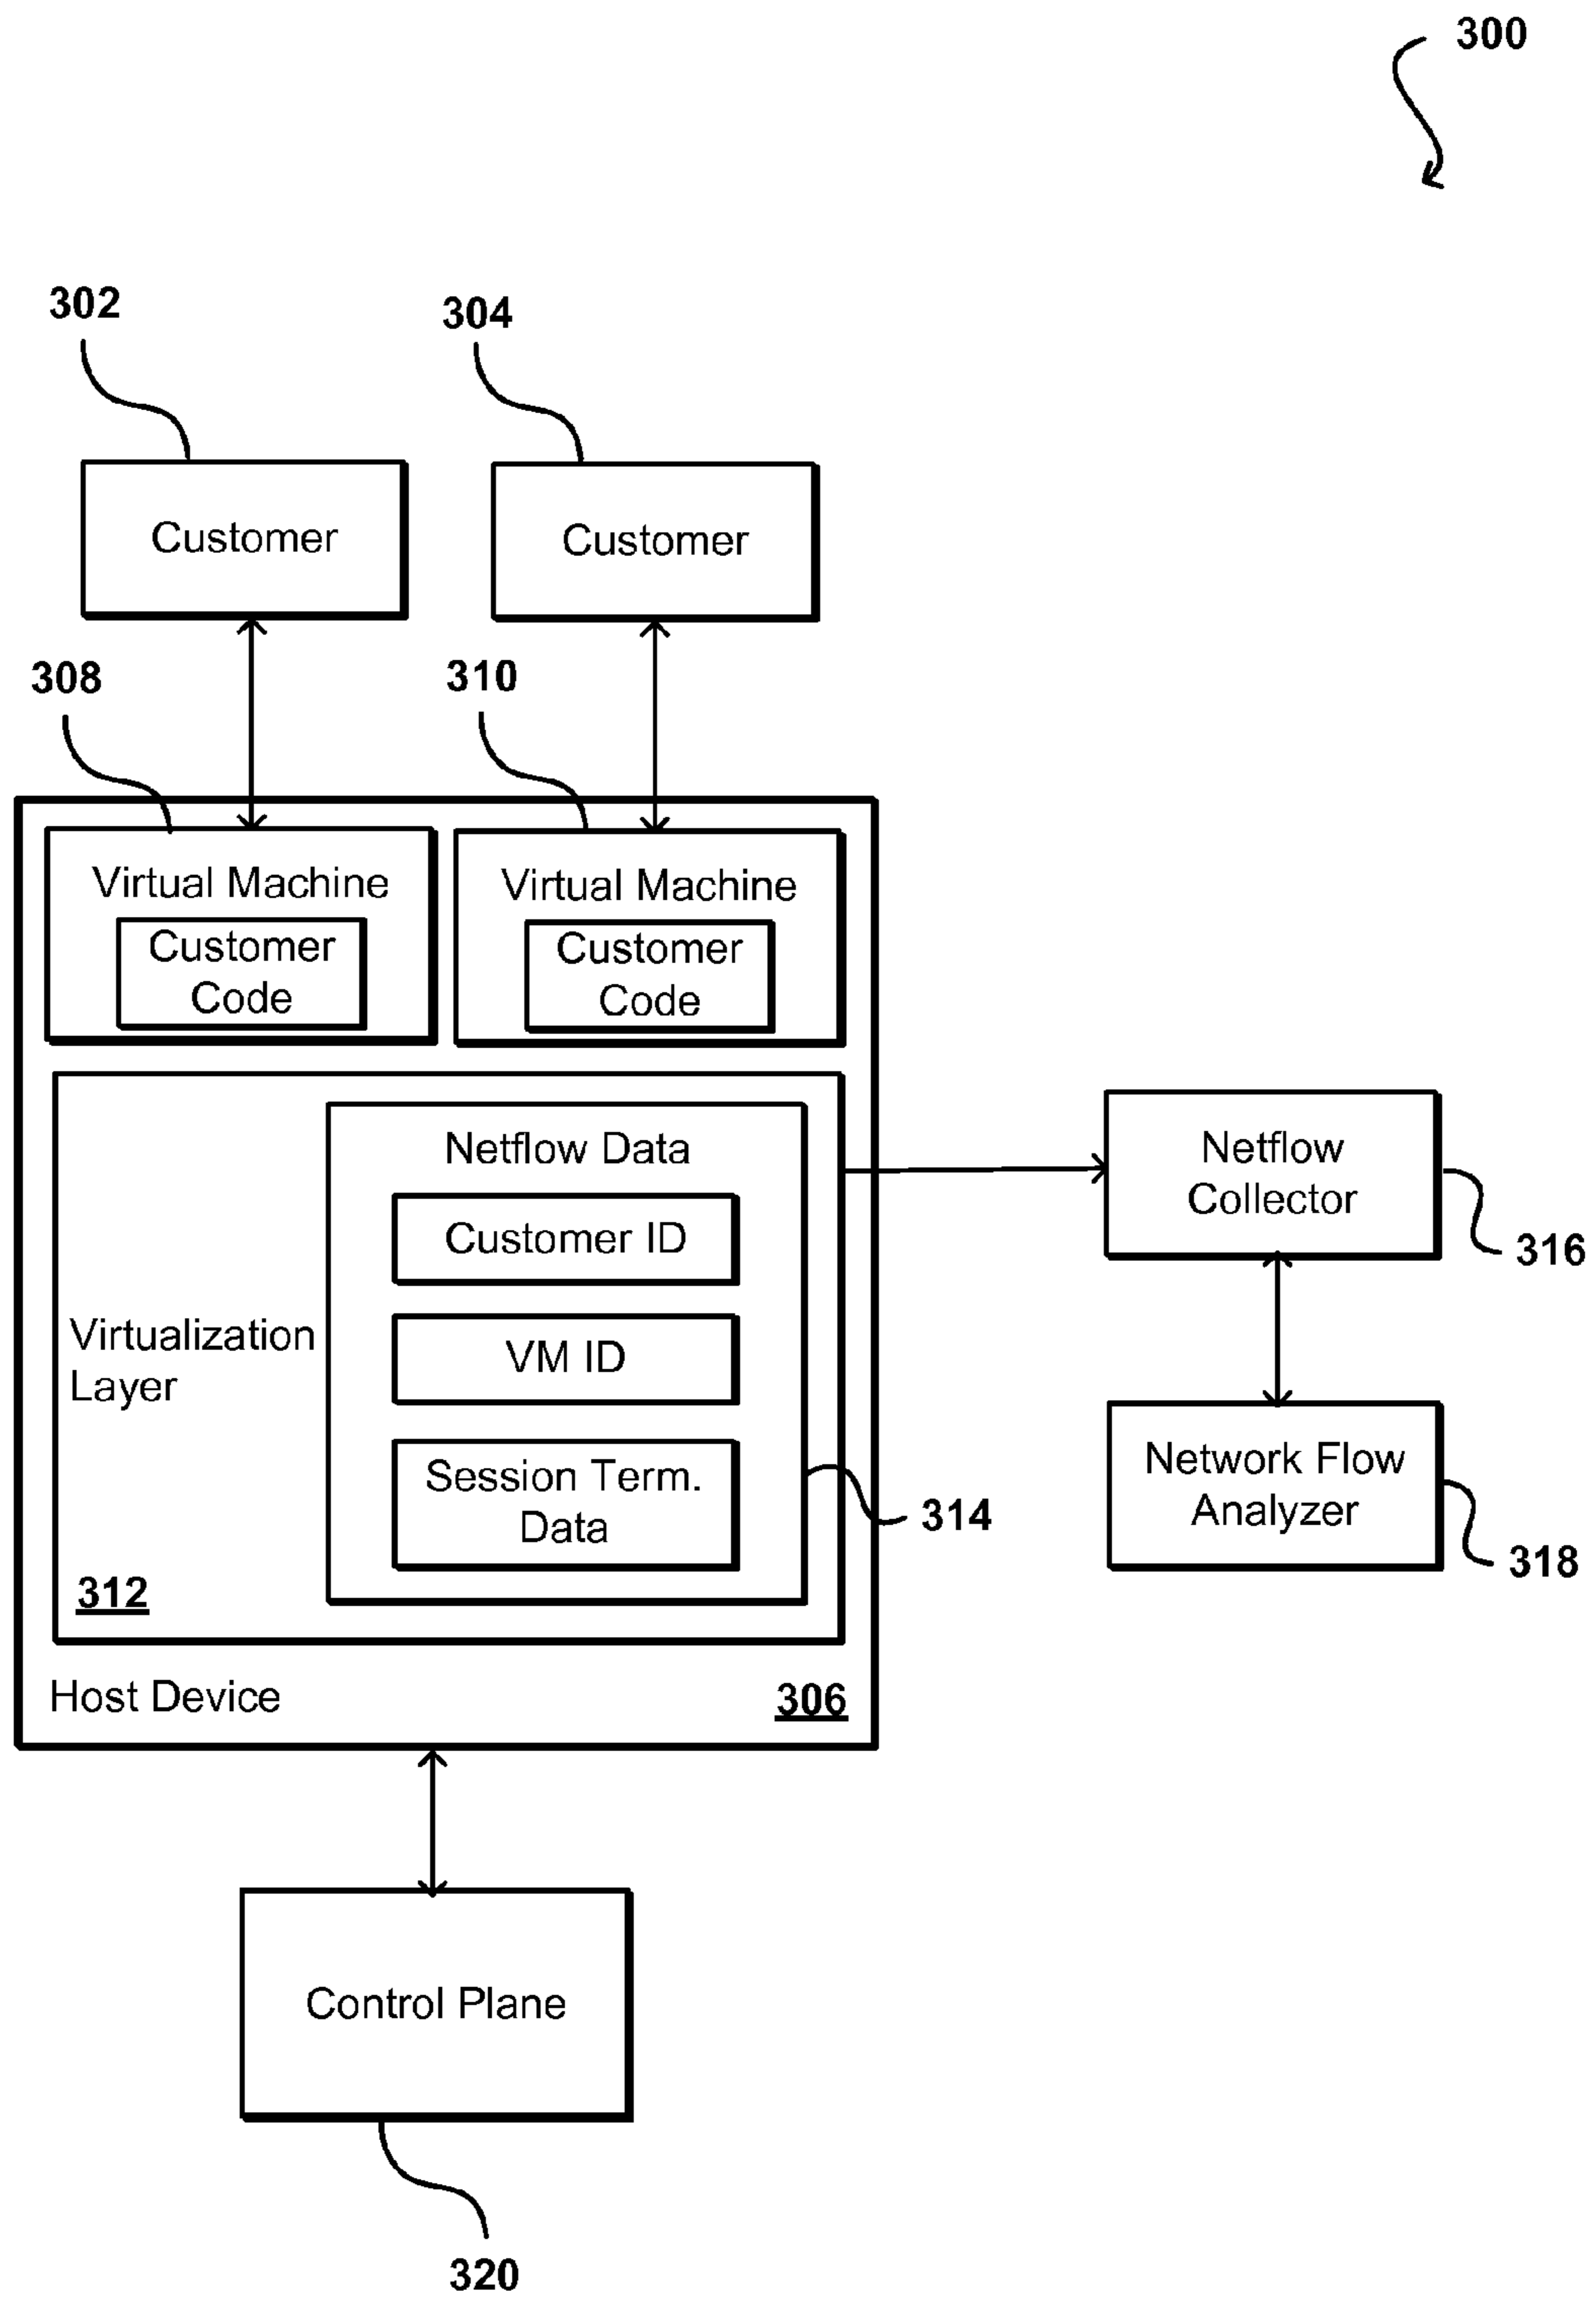 300
302
304
Customer
Customer
308
310
Virtual Machine
Customer
Code
Virtual Machine
Customer
Code
Netflow Data
Customer ID
VM ID
Session Term.
Data
Virtualization
Layer
312
314
Host Device
306
Netflow
Collector
316
Network Flow
Analyzer
318
Control Plane
320